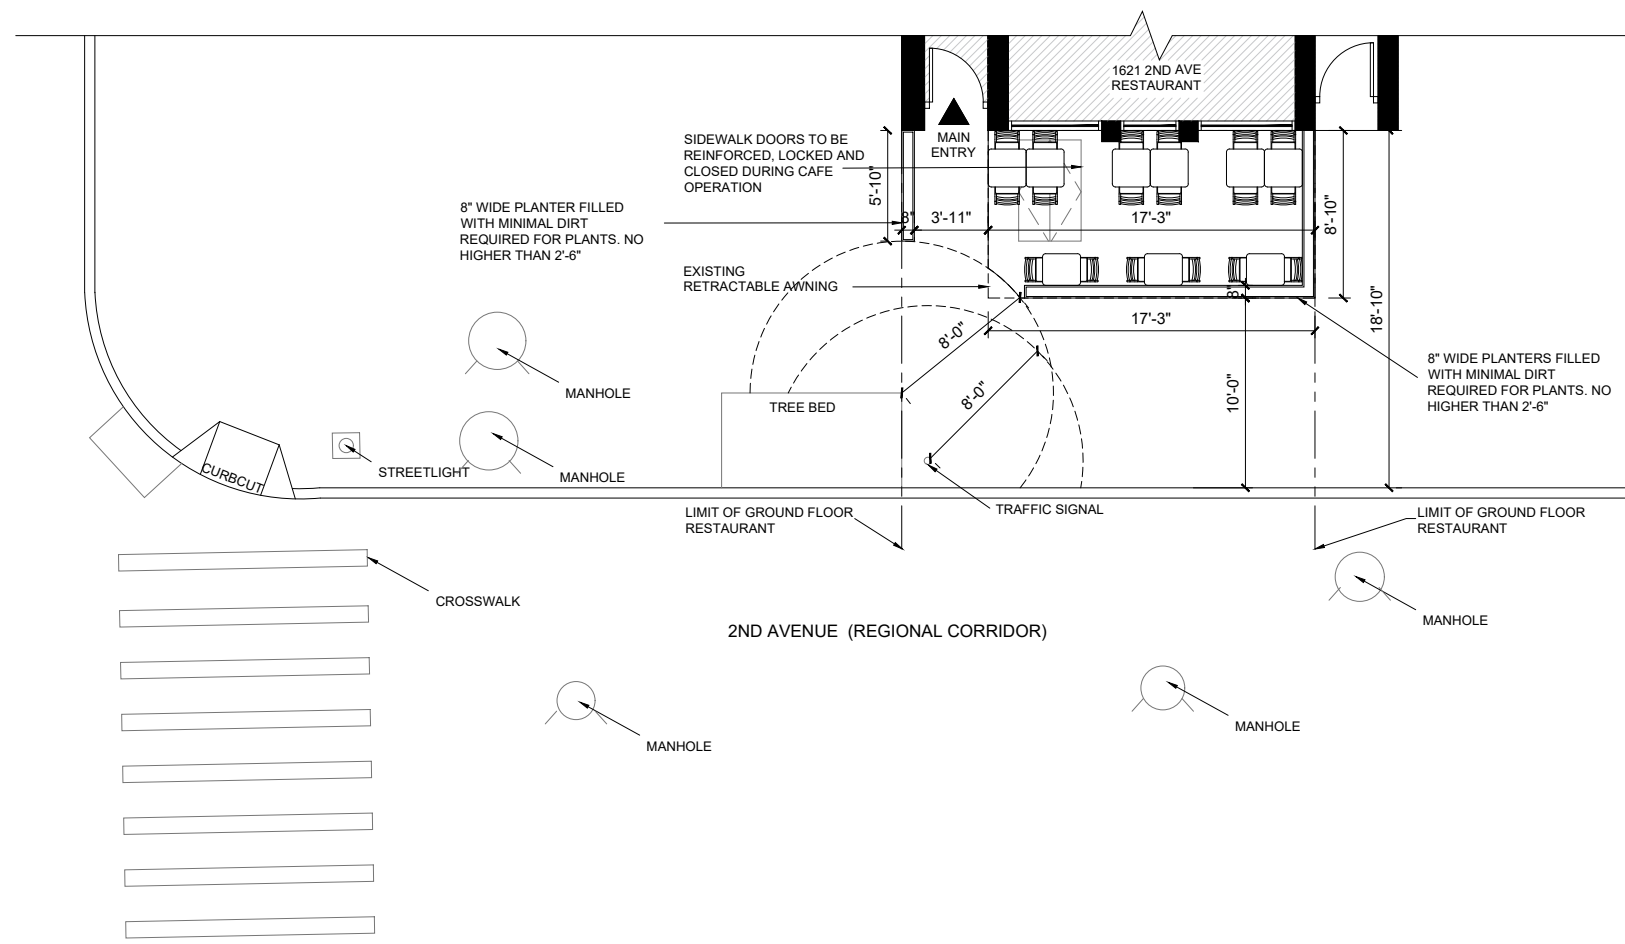 1621 2ND AVE
RESTAURANT
MAIN
ENTRY
SIDEWALK DOORS TO BE
REINFORCED, LOCKED AND
CLOSED DURING CAFE
OPERATION
5'-10"
8"
3'-11"
17'-3"
8'-10"
8" WIDE PLANTER FILLED
WITH MINIMAL DIRT
REQUIRED FOR PLANTS. NO
HIGHER THAN 2'-6"
EXISTING
RETRACTABLE AWNING
8"
17'-3"
18'-10"
8'-0"
8'-0"
10'-0"
8" WIDE PLANTERS FILLED
WITH MINIMAL DIRT
REQUIRED FOR PLANTS. NO
HIGHER THAN 2'-6"
MANHOLE
TREE BED
CURBCUT
STREETLIGHT
MANHOLE
LIMIT OF GROUND FLOOR
RESTAURANT
TRAFFIC SIGNAL
LIMIT OF GROUND FLOOR
RESTAURANT
CROSSWALK
MANHOLE
2ND AVENUE (REGIONAL CORRIDOR)
MANHOLE
MANHOLE